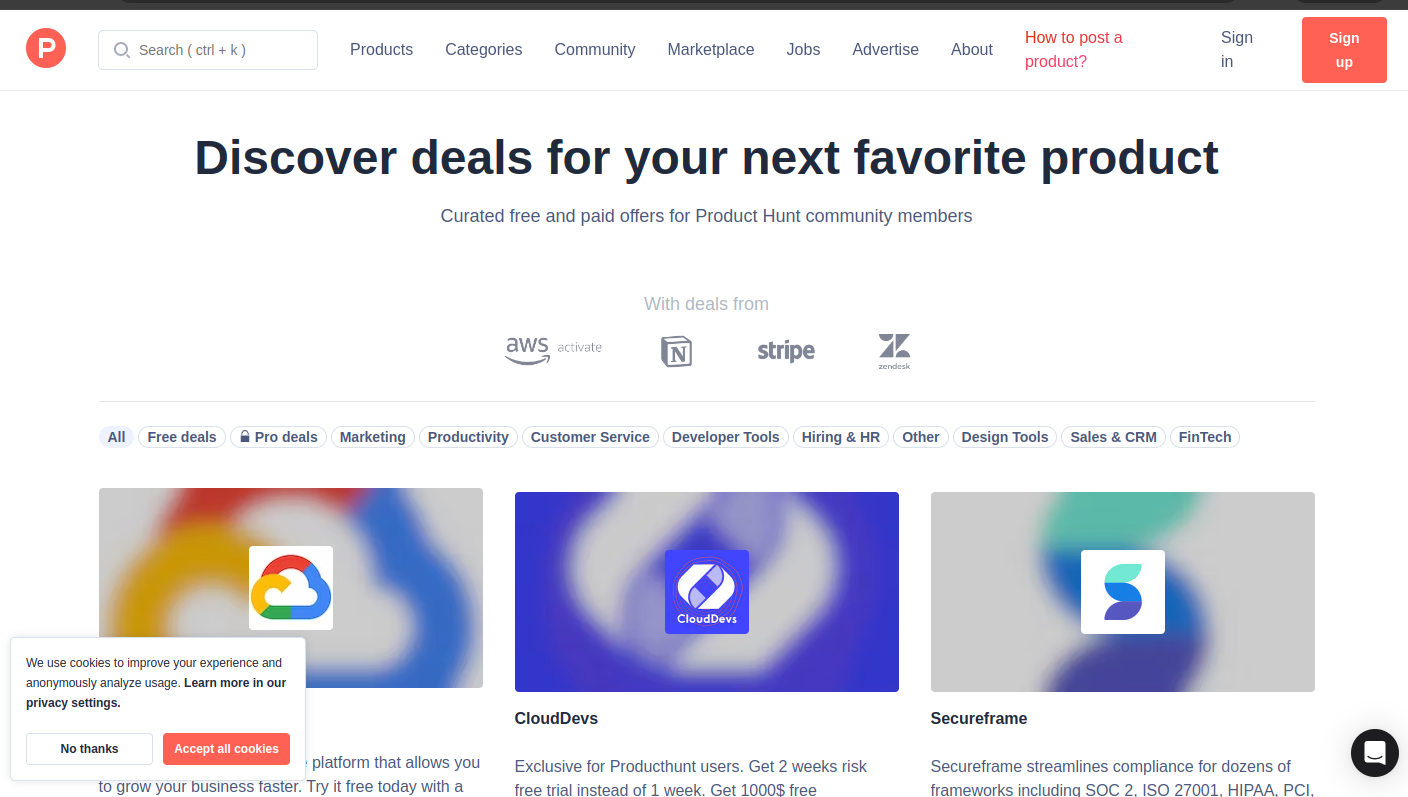 P
Search ( ctrl + k )
Products Categories Community Marketplace Jobs Advertise About
How to post a
product?
Sign
in
Sign
up
Discover deals for your next favorite product
Curated free and paid offers for Product Hunt community members
With deals from
aws activate N stripe zendesk
All Free deals Pro deals Marketing Productivity Customer Service Developer Tools Hiring & HR Other Design Tools Sales & CRM FinTech
CloudDevs
We use cookies to improve your experience and
anonymously analyze usage. Learn more in our
privacy settings.
No thanks Accept all cookies
platform that allows you
to grow your business faster. Try it free today with a
CloudDevs
Exclusive for Producthunt users. Get 2 weeks risk
free trial instead of 1 week. Get 1000$ free
Secureframe
Secureframe streamlines compliance for dozens of
frameworks including SOC 2, ISO 27001, HIPAA, PCI,